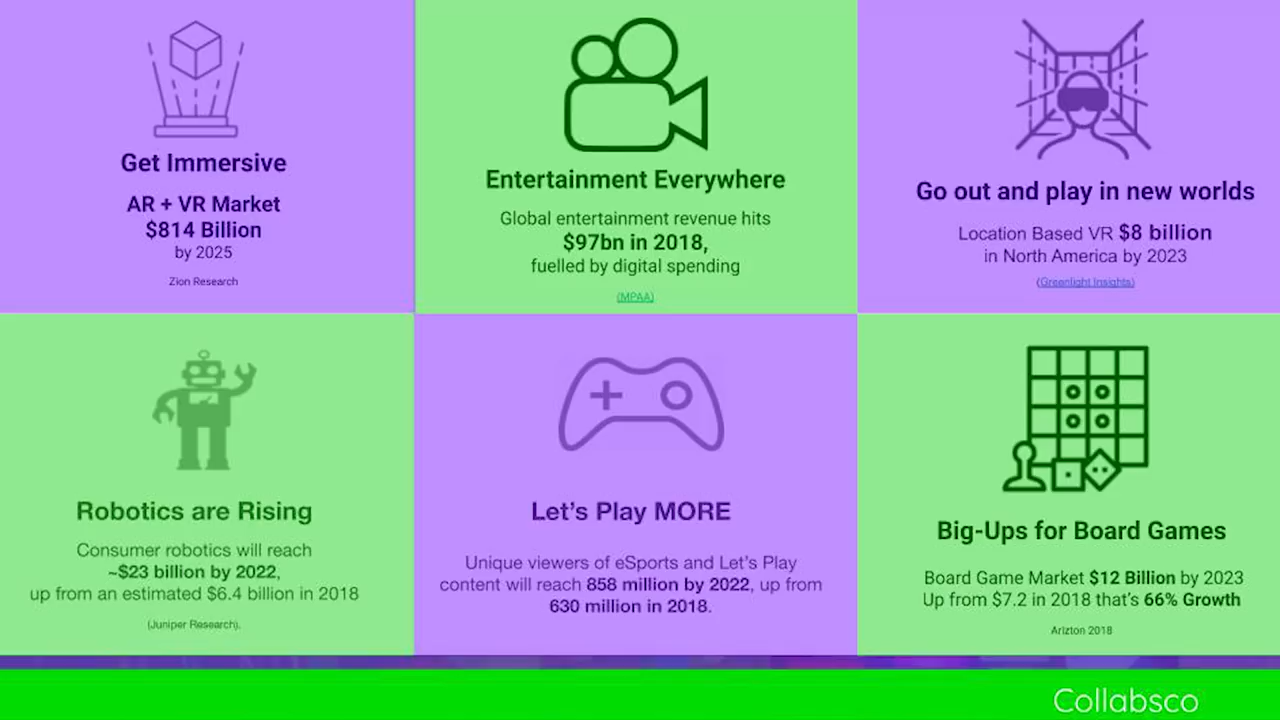 Get Immersive
AR + VR Market
$814 Billion
by 2025
Zion Research
Entertainment Everywhere
Global entertainment revenue hits
$97bn in 2018,
fuelled by digital spending
(MPAA)
Go out and play in new worlds
Location Based VR $8 billion
in North America by 2023
(Greenlight Insights)
Robotics are Rising
Consumer robotics will reach
~$23 billion by 2022,
up from an estimated $6.4 billion in 2018
(Juniper Research).
Let's Play MORE
Unique viewers of eSports and Let's Play
content will reach 858 million by 2022, up from
630 million in 2018.
Big-Ups for Board Games
Board Game Market $12 Billion by 2023
Up from $7.2 in 2018 that's 66% Growth
Arizton 2018
Collabsco